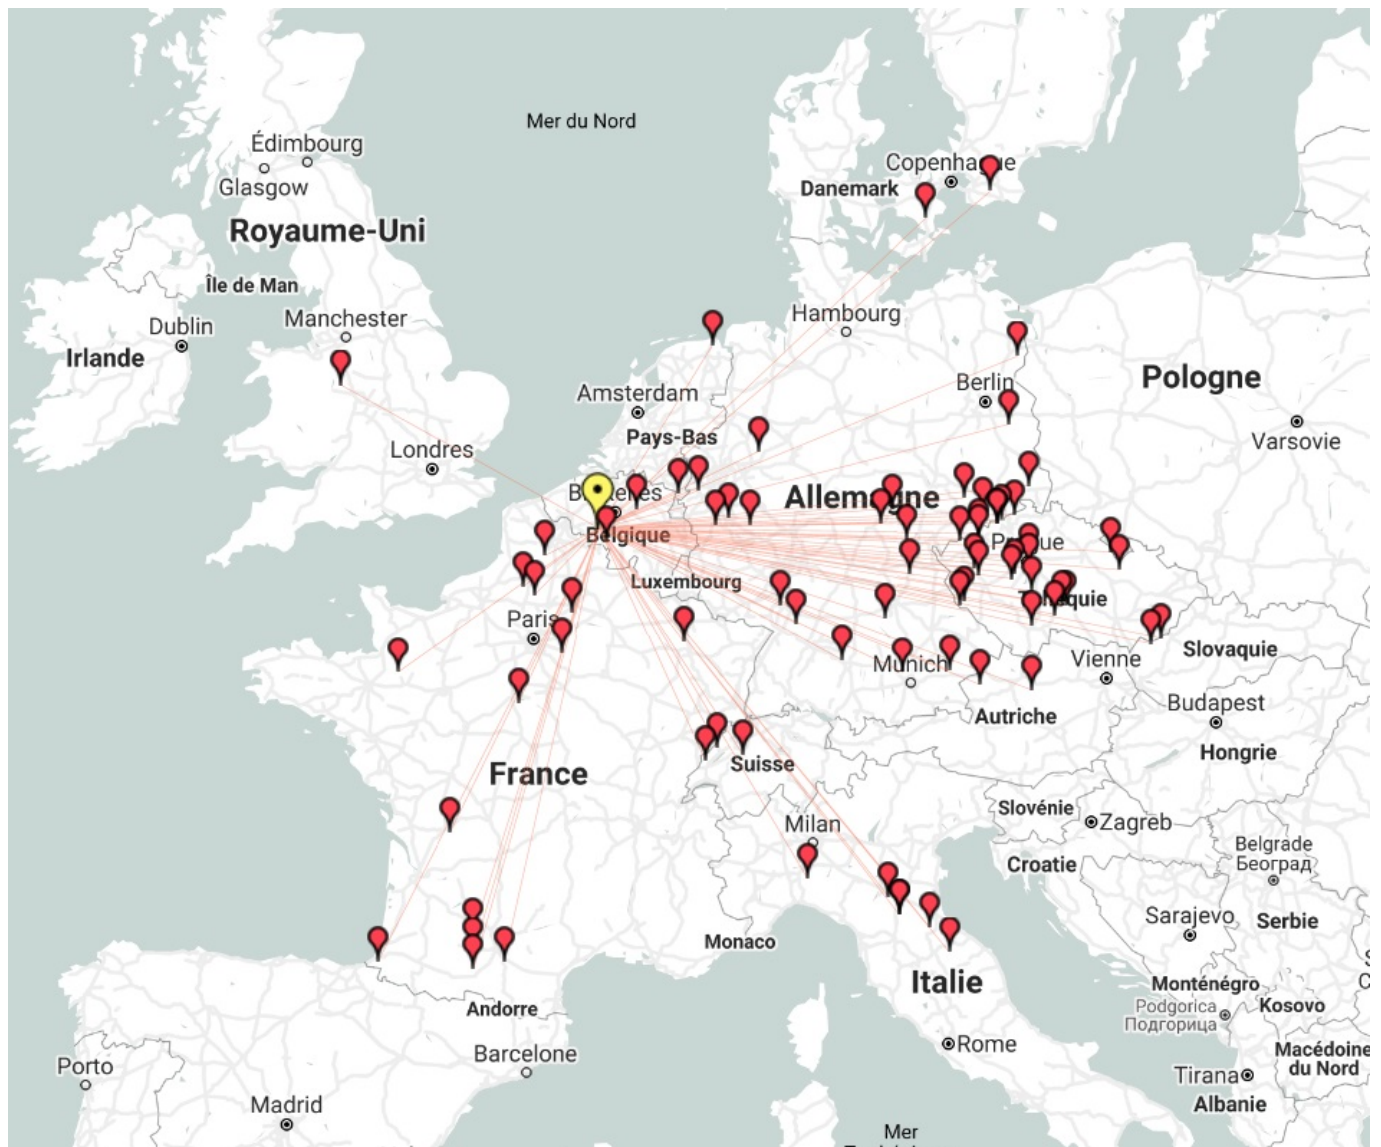 Mer du Nord
Édimbourg
Glasgow
Copenhague
Danemark
Royaume-Uni
Île de Man
Dublin
Manchester
Hambourg
Irlande
Berlin
Pologne
Amsterdam
Pays-Bas
Varsovie
Londres
Allemagne
Belgique
Luxembourg
Paris
Vienne
Slovaquie
Munich
Budapest
Autriche
Hongrie
Suisse
France
Slovénie
Zagreb
Milan
Croatie
Belgrade
Београд
Sarajevo
Serbie
Monaco
Italie
Monténégro
Podgorica
Подгорица
Kosovo
Andorre
Rome
Barcelone
Macédoine
du Nord
Porto
Tirana
Albanie
Madrid
Mer